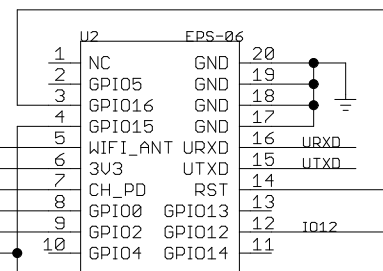 U2 EPS-06
1 NC GND 20
2 GPIO5 GND 19
3 GPIO16 GND 18
4 GPIO15 GND 17
5 WIFI_ANT URXD 16 URXD
6 3V3 UTXD 15 UTXD
7 CH_PD RST 14
8 GPIO0 GPIO13 13
9 GPIO2 GPIO12 12 IO12
10 GPIO4 GPIO14 11